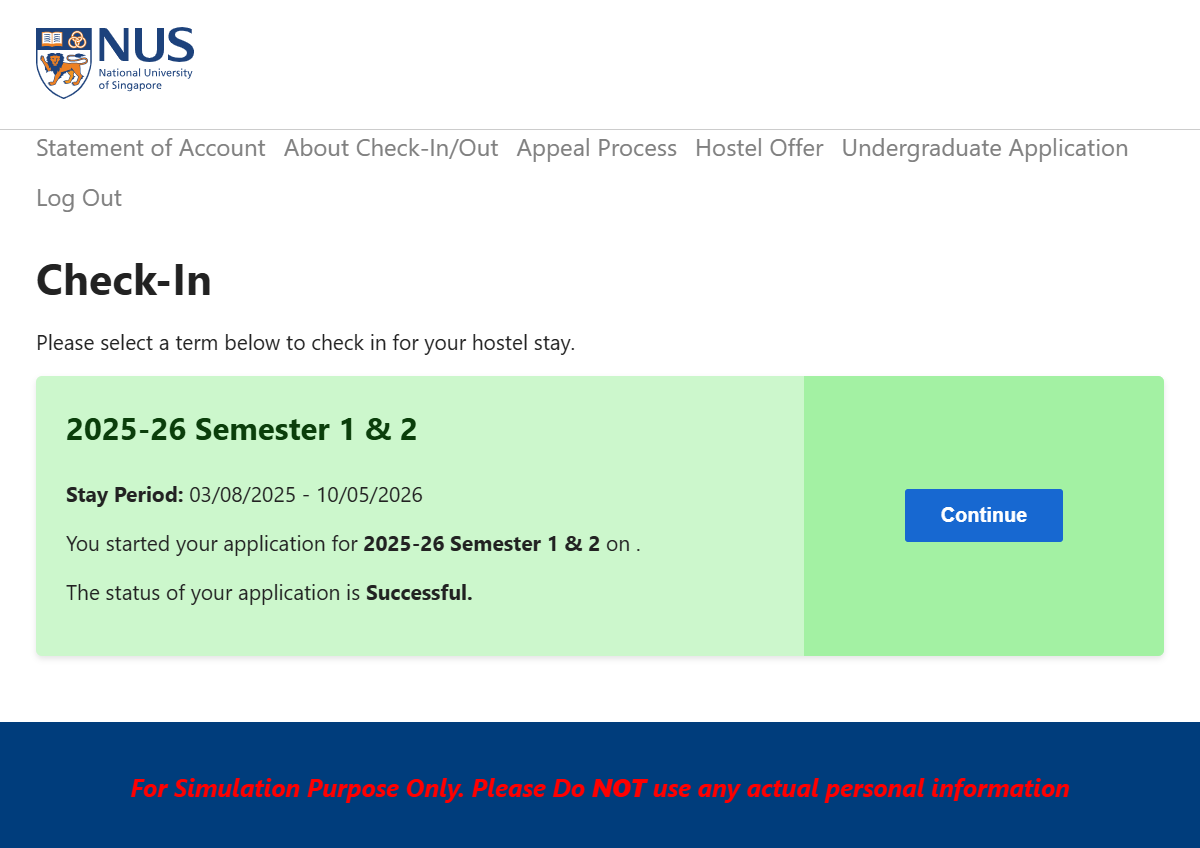 NUS
National University
of Singapore
Statement of Account About Check-In/Out Appeal Process Hostel Offer Undergraduate Application
Log Out
Check-In
Please select a term below to check in for your hostel stay.
2025-26 Semester 1 & 2
Stay Period: 03/08/2025 - 10/05/2026
You started your application for 2025-26 Semester 1 & 2 on .
The status of your application is Successful.
Continue
For Simulation Purpose Only. Please Do NOT use any actual personal information